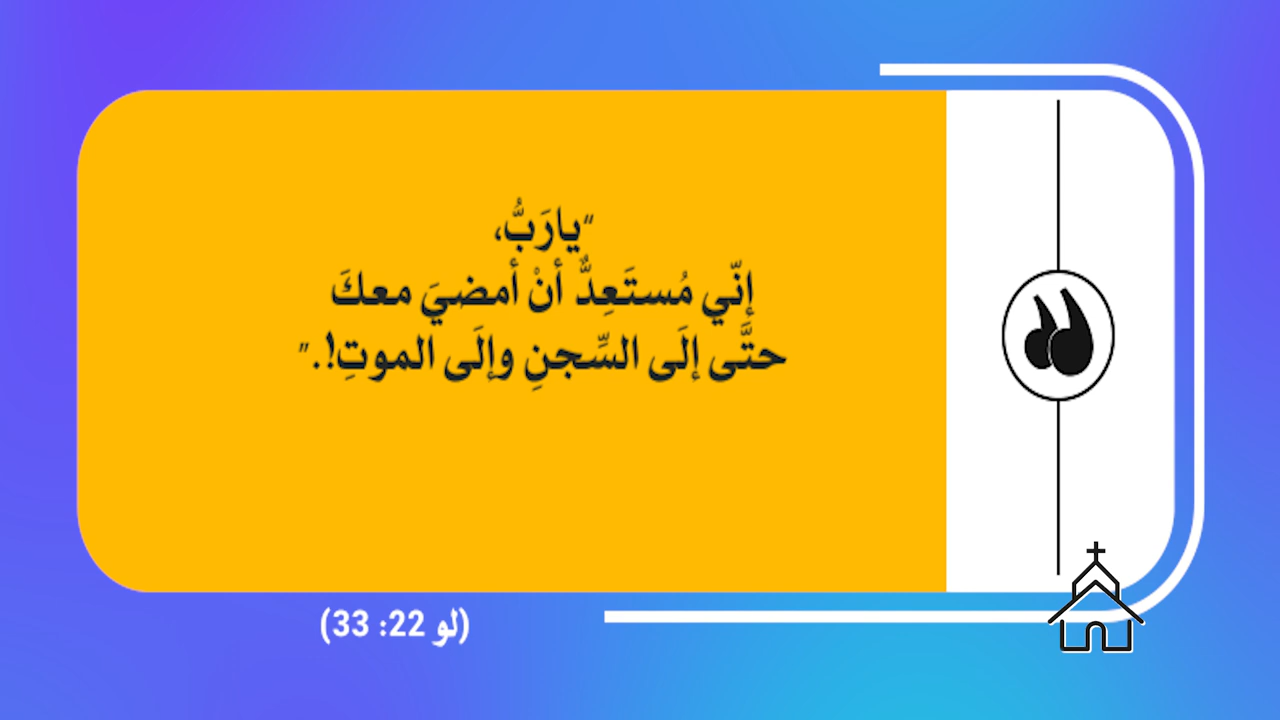 "يارَبُّ،
إنّي مُستَعِدٌّ أنْ أمضيَ معكَ
حتَّى إلَى السِّجنِ وإلَى الموتِ!."
(لو 22: 33)